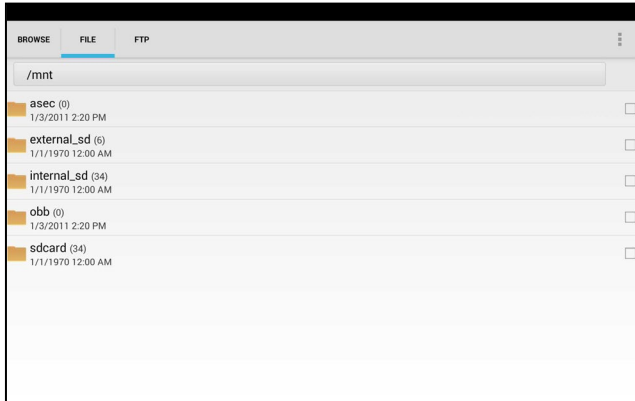 BROWSE FILE FTP
/mnt
asec (0)
1/3/2011 2:20 PM
external_sd (6)
1/1/1970 12:00 AM
internal_sd (34)
1/1/1970 12:00 AM
obb (0)
1/3/2011 2:20 PM
sdcard (34)
1/1/1970 12:00 AM